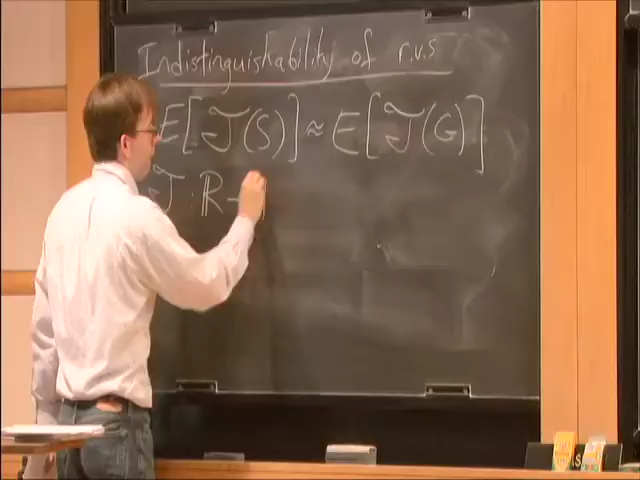 Indistinguishability of r.v.s
E[𝒯(S)] ≈ E[𝒯(G)]
𝒯 : ℝ –